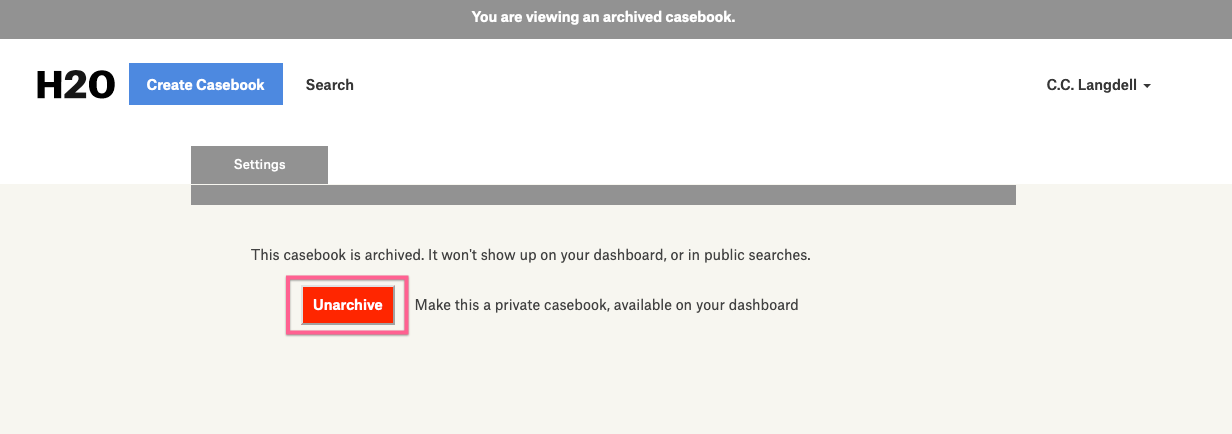 You are viewing an archived casebook.
H2O Create Casebook Search C.C. Langdell
Settings
This casebook is archived. It won't show up on your dashboard, or in public searches.
Unarchive Make this a private casebook, available on your dashboard